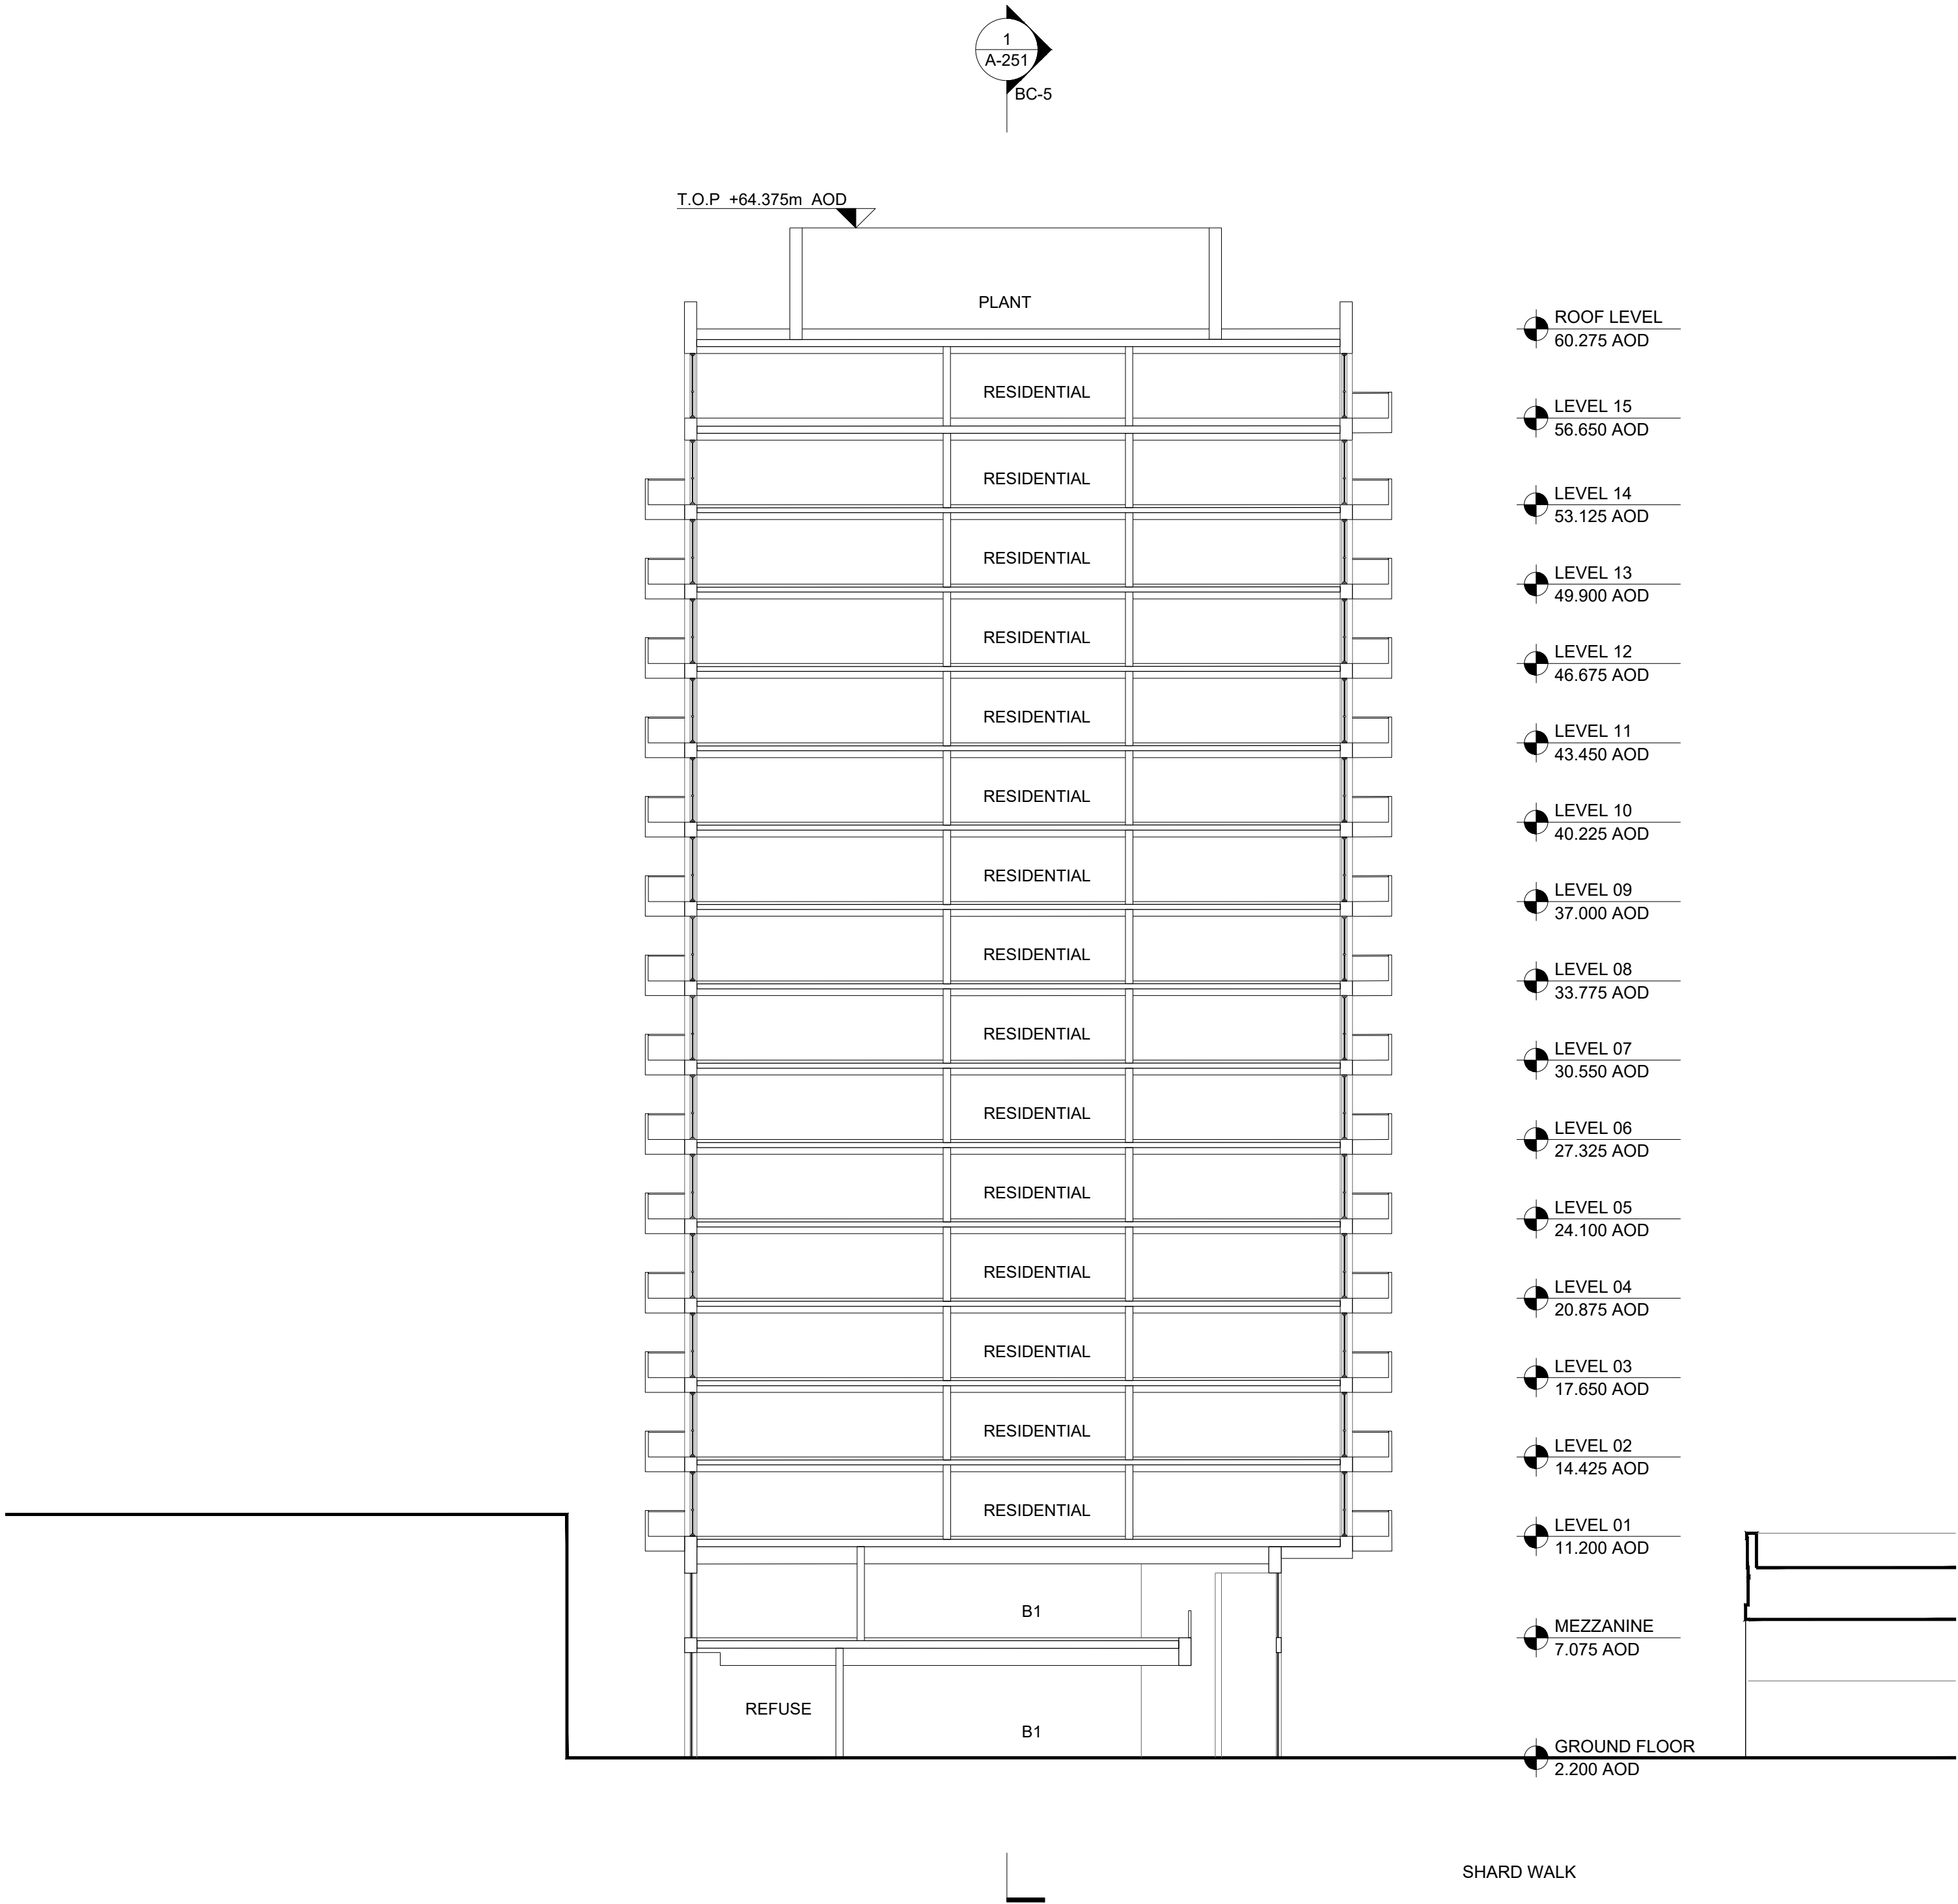 1
A-251
BC-5
T.O.P +64.375m AOD
PLANT
ROOF LEVEL
60.275 AOD
RESIDENTIAL
LEVEL 15
56.650 AOD
RESIDENTIAL
LEVEL 14
53.125 AOD
RESIDENTIAL
LEVEL 13
49.900 AOD
RESIDENTIAL
LEVEL 12
46.675 AOD
RESIDENTIAL
LEVEL 11
43.450 AOD
RESIDENTIAL
LEVEL 10
40.225 AOD
RESIDENTIAL
LEVEL 09
37.000 AOD
RESIDENTIAL
LEVEL 08
33.775 AOD
RESIDENTIAL
LEVEL 07
30.550 AOD
RESIDENTIAL
LEVEL 06
27.325 AOD
RESIDENTIAL
LEVEL 05
24.100 AOD
RESIDENTIAL
LEVEL 04
20.875 AOD
RESIDENTIAL
LEVEL 03
17.650 AOD
RESIDENTIAL
LEVEL 02
14.425 AOD
RESIDENTIAL
LEVEL 01
11.200 AOD
B1
MEZZANINE
7.075 AOD
REFUSE
B1
GROUND FLOOR
2.200 AOD
SHARD WALK